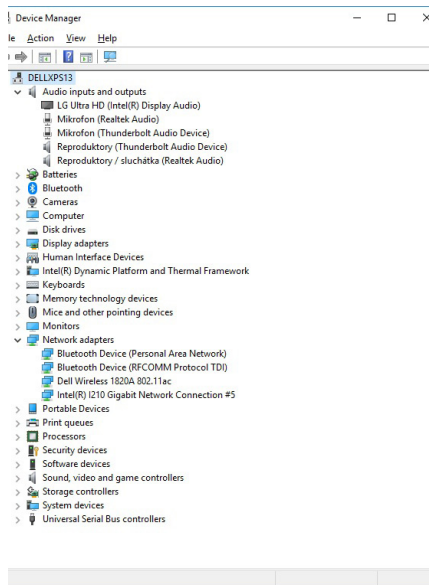 Device Manager
le Action View Help
DELLXPS13
Audio inputs and outputs
LG Ultra HD (Intel(R) Display Audio)
Mikrofon (Realtek Audio)
Mikrofon (Thunderbolt Audio Device)
Reproduktory (Thunderbolt Audio Device)
Reproduktory / sluchátka (Realtek Audio)
Batteries
Bluetooth
Cameras
Computer
Disk drives
Display adapters
Human Interface Devices
Intel(R) Dynamic Platform and Thermal Framework
Keyboards
Memory technology devices
Mice and other pointing devices
Monitors
Network adapters
Bluetooth Device (Personal Area Network)
Bluetooth Device (RFCOMM Protocol TDI)
Dell Wireless 1820A 802.11ac
Intel(R) I210 Gigabit Network Connection #5
Portable Devices
Print queues
Processors
Security devices
Software devices
Sound, video and game controllers
Storage controllers
System devices
Universal Serial Bus controllers